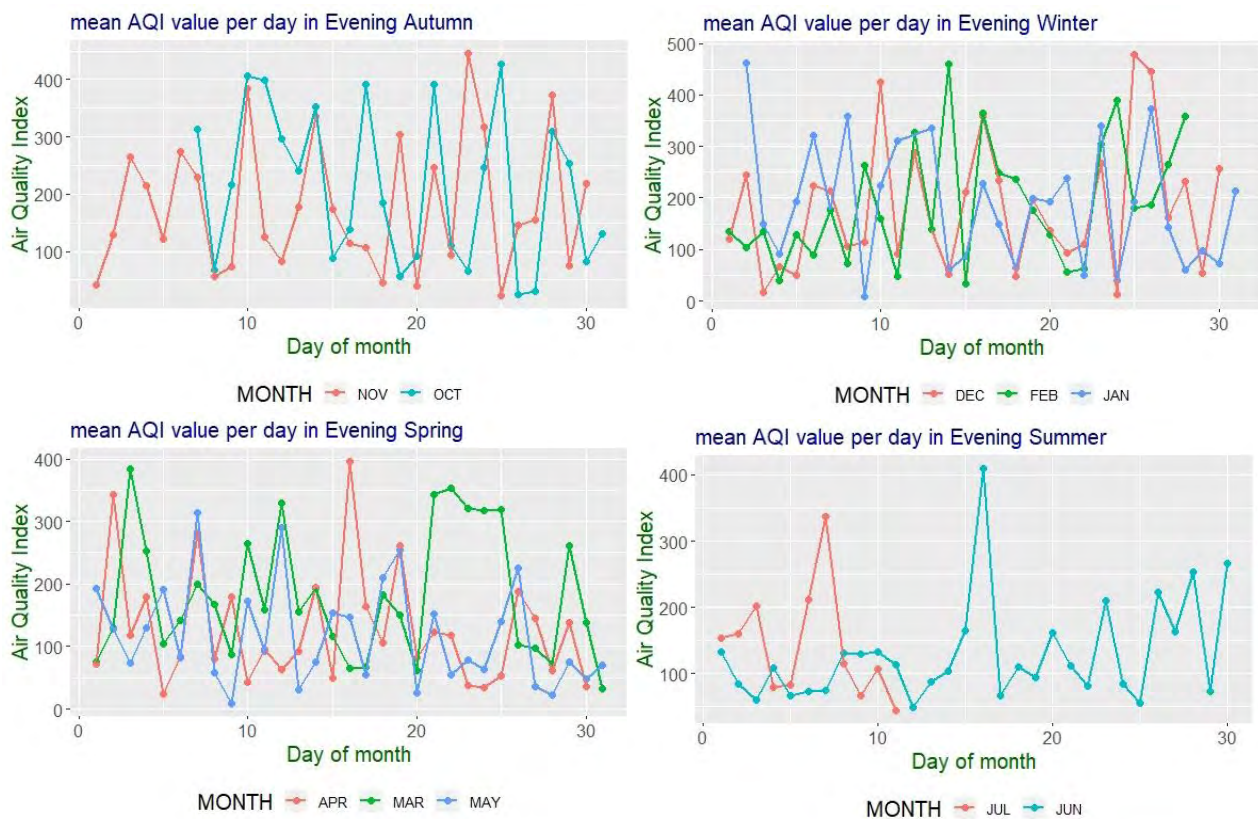 mean AQI value per day in Evening Autumn
Air Quality Index
400
300
200
100
0
10
20
30
Day of month
MONTH NOV OCT
mean AQI value per day in Evening Winter
Air Quality Index
500
400
300
200
100
0
0
10
20
30
Day of month
MONTH DEC FEB JAN
mean AQI value per day in Evening Spring
Air Quality Index
400
300
200
100
0
0
10
20
30
Day of month
MONTH APR MAR MAY
mean AQI value per day in Evening Summer
Air Quality Index
400
300
200
100
0
10
20
30
Day of month
MONTH JUL JUN